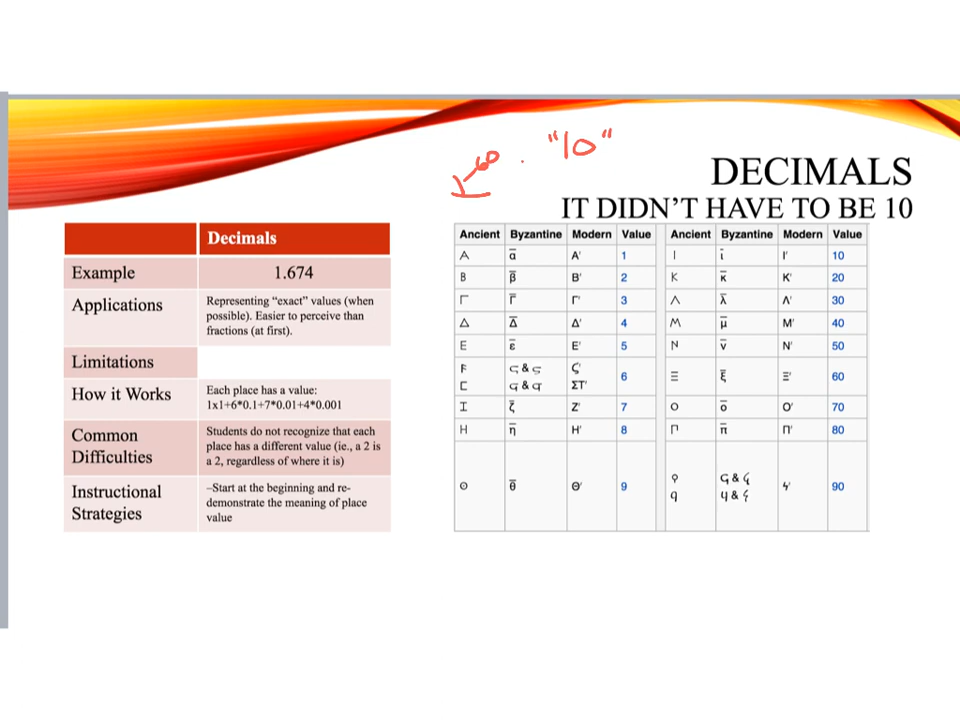 60 . "10"
DECIMALS
IT DIDN'T HAVE TO BE 10
Decimals
Example 1.674
Applications Representing "exact" values (when
possible). Easier to perceive than
fractions (at first).
Limitations
How it Works Each place has a value:
1x1+6*0.1+7*0.01+4*0.001
Common
Difficulties Students do not recognize that each
place has a different value (ie., a 2 is
a 2, regardless of where it is)
Instructional
Strategies –Start at the beginning and re-
demonstrate the meaning of place
value
Ancient Byzantine Modern Value Ancient Byzantine Modern Value
Α α̅ Α' 1 Ι ι̅ Ι' 10
Β β̅ Β' 2 Κ κ̅ Κ' 20
Γ Γ̅ Γ' 3 Λ λ̅ Λ' 30
Δ Δ̅ Δ' 4 Μ μ̅ Μ' 40
Ε ε̅ Ε' 5 Ν ν̅ Ν' 50
Ϛ' ΣΤ' 6 Ξ ξ̅ Ξ' 60
Ι ζ̅ Ζ' 7 Ο ο̅ Ο' 70
Η η̅ Η' 8 Π π̅ Π' 80
Θ θ̅ Θ' 9 Ϟ' 90